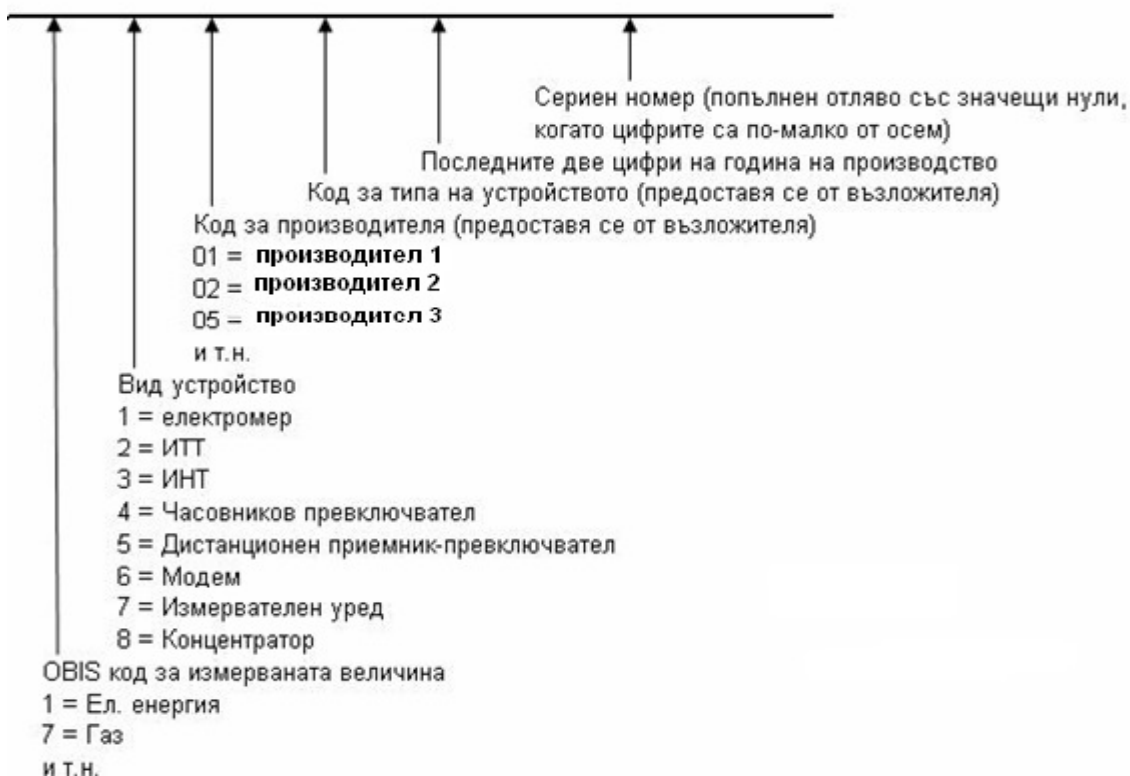 Сериен номер (попълнен отляво със значещи нули,
когато цифрите са по-малко от осем)
Последните две цифри на година на производство
Код за типа на устройството (предоставя се от възложителя)
Код за производителя (предоставя се от възложителя)
01 = производител 1
02 = производител 2
05 = производител 3
и т.н.
Вид устройство
1 = електромер
2 = ИТТ
3 = ИНТ
4 = Часовников превключвател
5 = Дистанционен приемник-превключвател
6 = Модем
7 = Измервателен уред
8 = Концентратор
OBIS код за измерваната величина
1 = Ел. енергия
7 = Газ
и т.н.